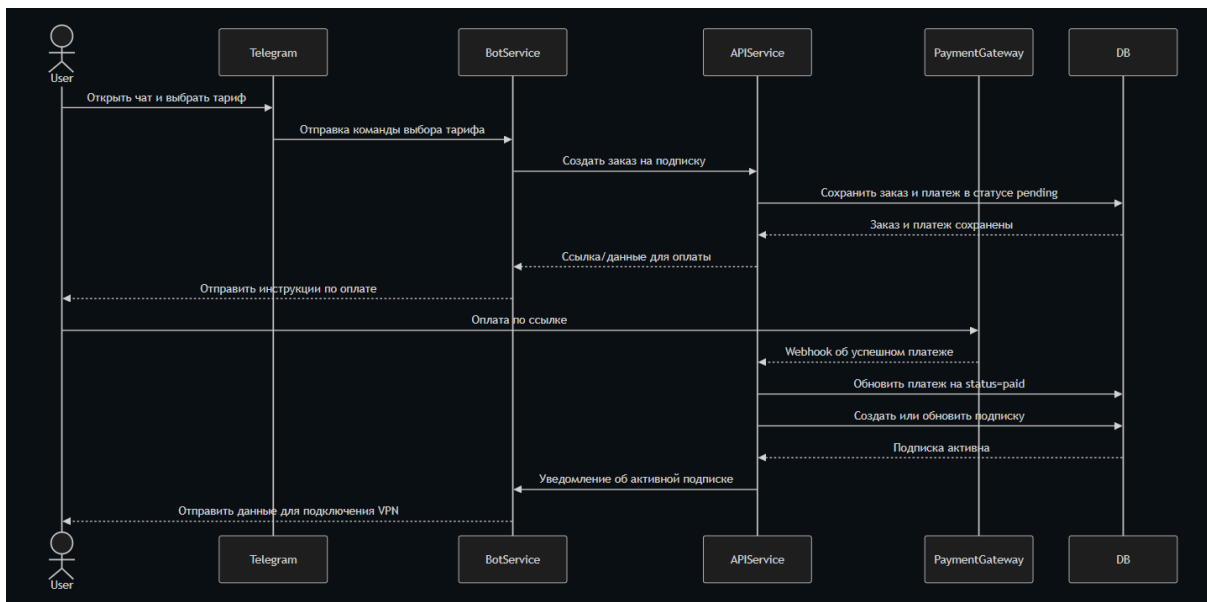 User
Telegram
BotService
APIService
PaymentGateway
DB
Открыть чат и выбрать тариф
Отправка команды выбора тарифа
Создать заказ на подписку
Сохранить заказ и платеж в статусе pending
Заказ и платеж сохранены
Ссылка/данные для оплаты
Отправить инструкции по оплате
Оплата по ссылке
Webhook об успешном платеже
Обновить платеж на status=paid
Создать или обновить подписку
Подписка активна
Уведомление об активной подписке
Отправить данные для подключения VPN
User
Telegram
BotService
APIService
PaymentGateway
DB